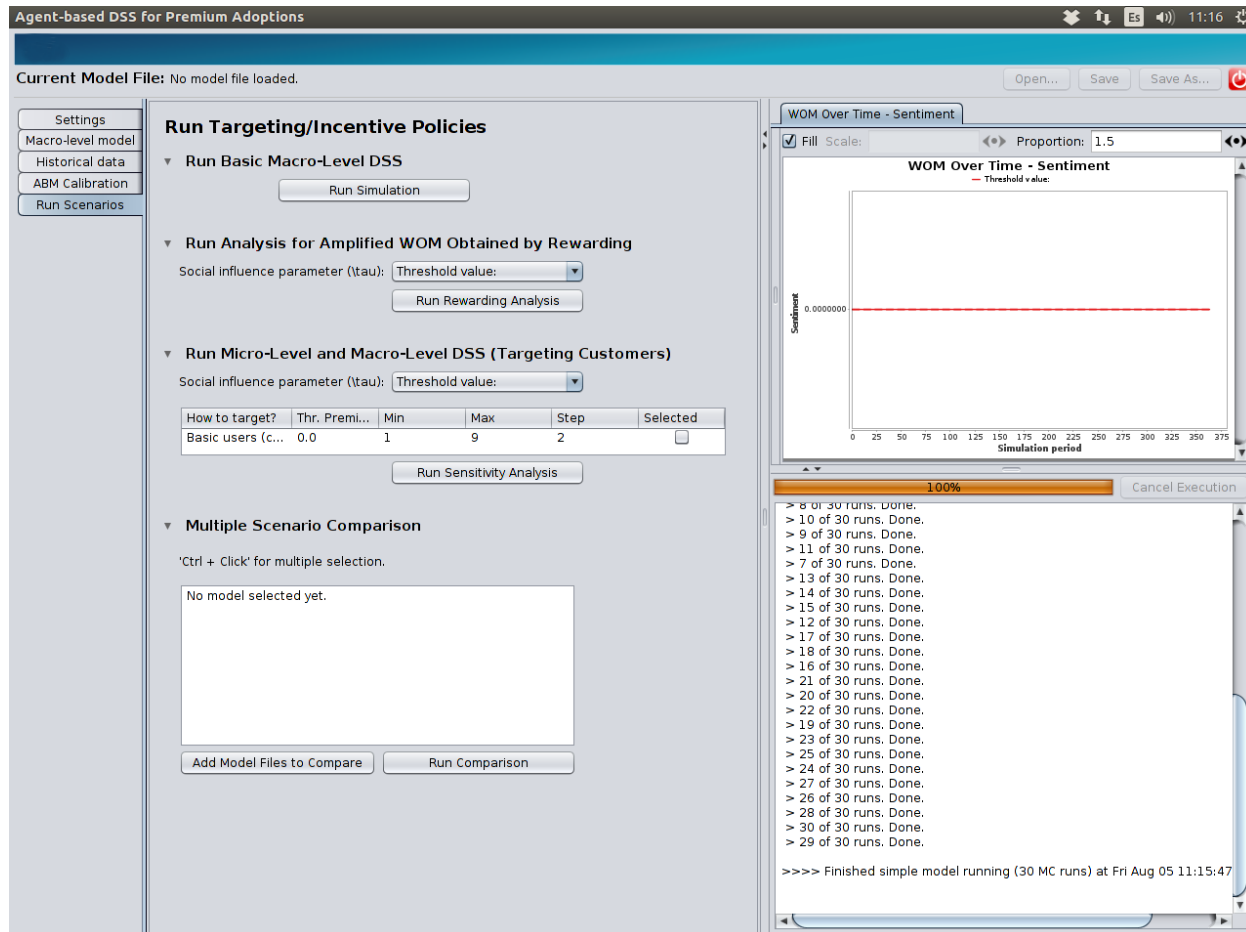 Agent-based DSS for Premium Adoptions
Es
11:16
Current Model File: No model file loaded.
Open...
Save
Save As...
Settings
Macro-level model
Historical data
ABM Calibration
Run Scenarios
Run Targeting/Incentive Policies
Run Basic Macro-Level DSS
Run Simulation
Run Analysis for Amplified WOM Obtained by Rewarding
Social influence parameter (\tau): Threshold value:
Run Rewarding Analysis
Run Micro-Level and Macro-Level DSS (Targeting Customers)
Social influence parameter (\tau): Threshold value:
How to target? Thr. Premi... Min Max Step Selected
Basic users (c... 0.0 1 9 2
Run Sensitivity Analysis
Multiple Scenario Comparison
'Ctrl + Click' for multiple selection.
No model selected yet.
Add Model Files to Compare
Run Comparison
WOM Over Time - Sentiment
Fill Scale: Proportion: 1.5
WOM Over Time - Sentiment
Threshold value:
Sentiment
0.0000000
0 25 50 75 100 125 150 175 200 225 250 275 300 325 350 375
Simulation period
100%
Cancel Execution
> 8 of 30 runs. Done.
> 10 of 30 runs. Done.
> 9 of 30 runs. Done.
> 11 of 30 runs. Done.
> 7 of 30 runs. Done.
> 13 of 30 runs. Done.
> 14 of 30 runs. Done.
> 15 of 30 runs. Done.
> 12 of 30 runs. Done.
> 17 of 30 runs. Done.
> 18 of 30 runs. Done.
> 16 of 30 runs. Done.
> 21 of 30 runs. Done.
> 20 of 30 runs. Done.
> 22 of 30 runs. Done.
> 19 of 30 runs. Done.
> 23 of 30 runs. Done.
> 25 of 30 runs. Done.
> 24 of 30 runs. Done.
> 27 of 30 runs. Done.
> 26 of 30 runs. Done.
> 28 of 30 runs. Done.
> 30 of 30 runs. Done.
> 29 of 30 runs. Done.
>>>> Finished simple model running (30 MC runs) at Fri Aug 05 11:15:47